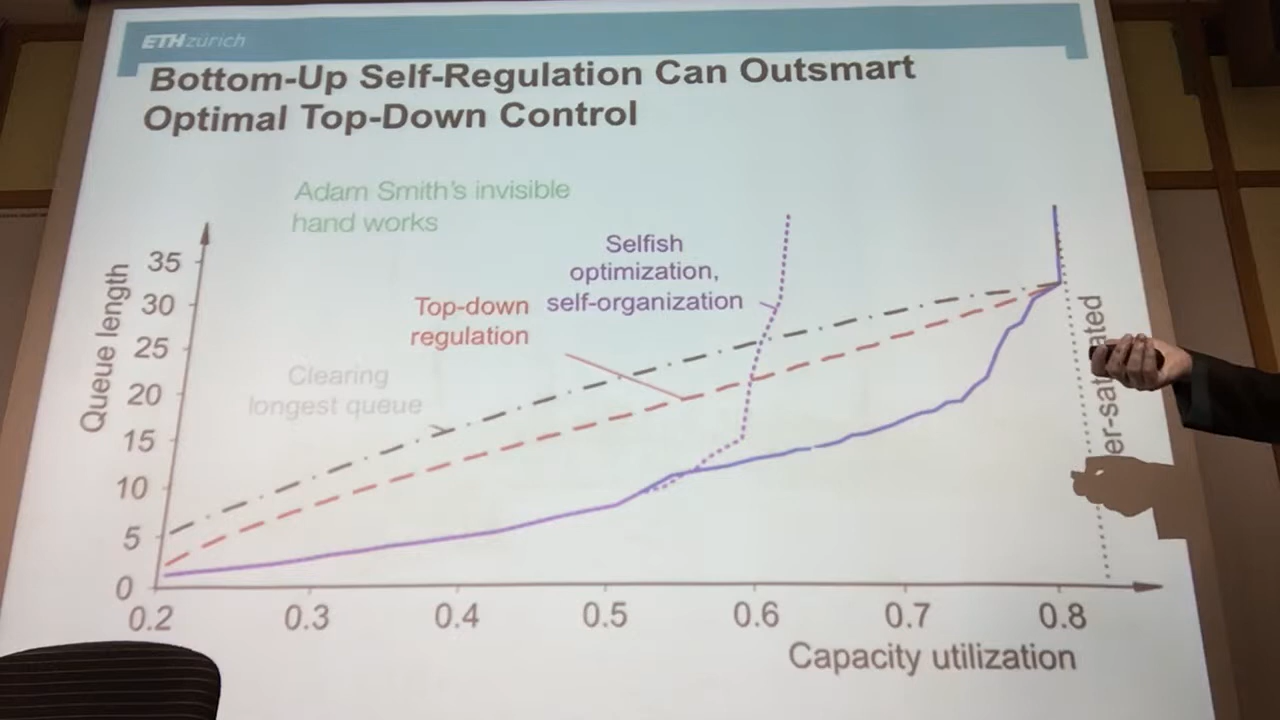 ETHzürich
Bottom-Up Self-Regulation Can Outsmart
Optimal Top-Down Control
Adam Smith's invisible
hand works
Selfish
optimization,
self-organization
Top-down
regulation
Clearing
longest queue
Queue length
35
30
25
20
15
10
5
0
0.2
0.3
0.4
0.5
0.6
0.7
0.8
Capacity utilization